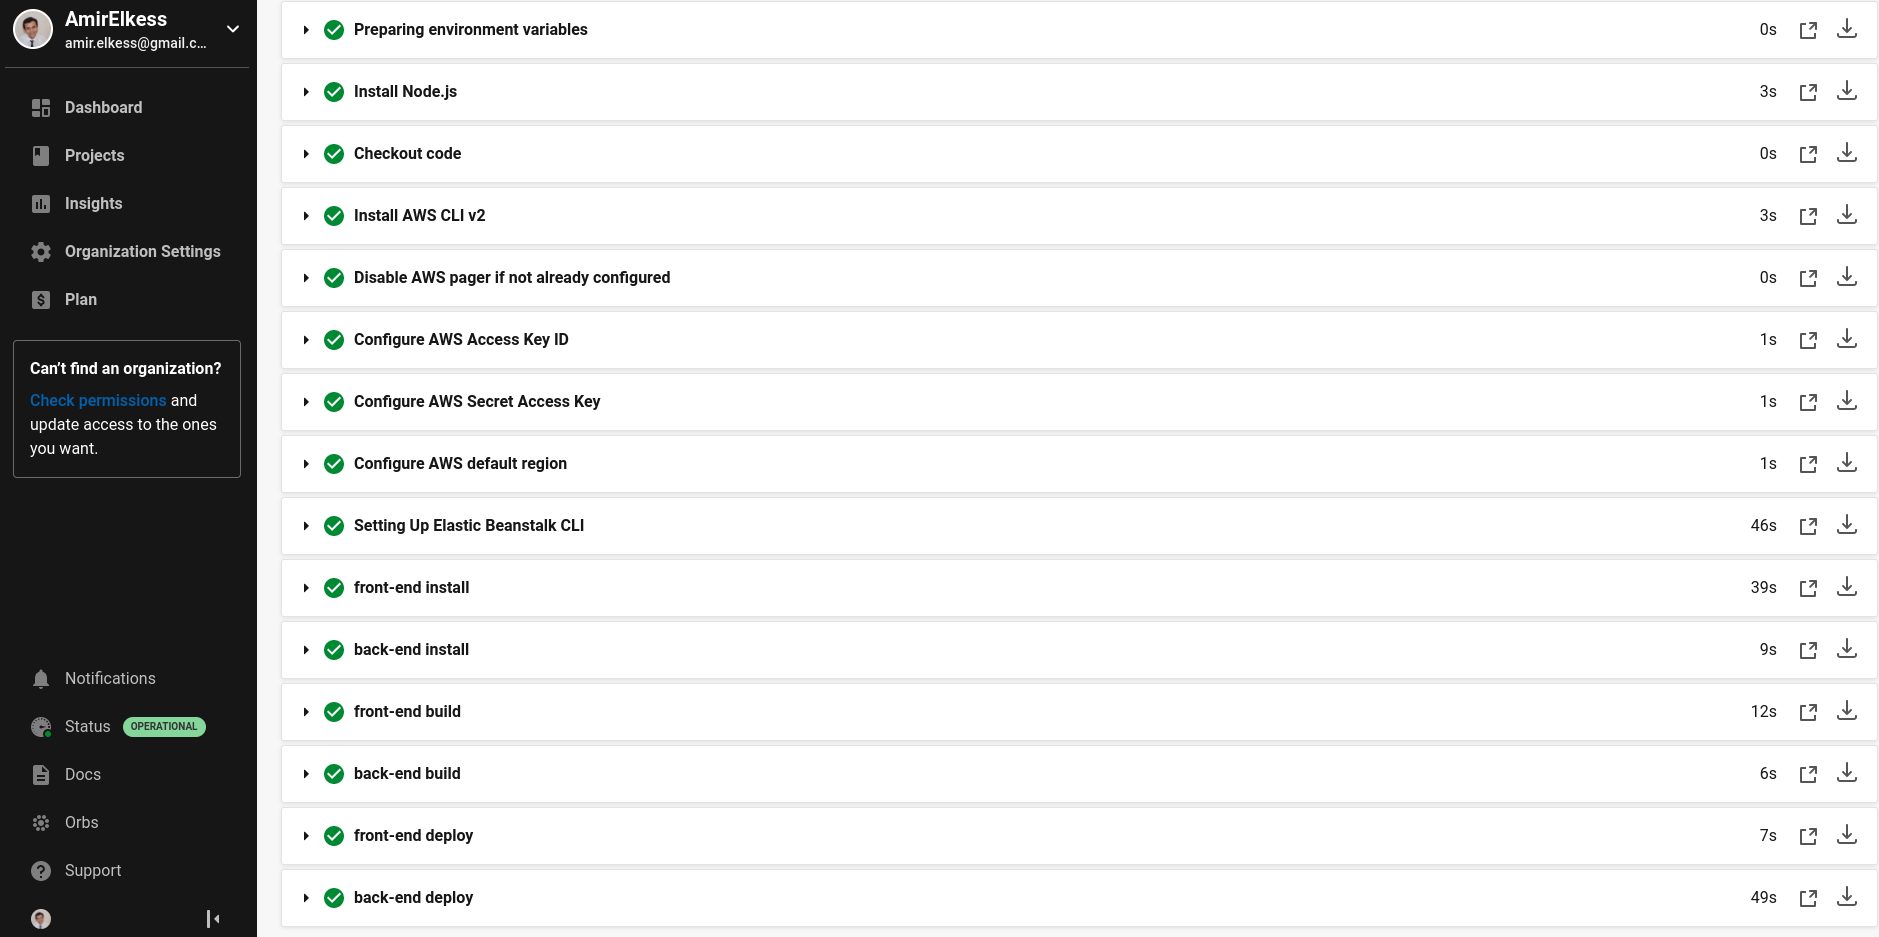 AmirElkess
amir.elkess@gmail.c...
Dashboard
Projects
Insights
Organization Settings
Plan
Can't find an organization?
Check permissions and
update access to the ones
you want.
Notifications
Status OPERATIONAL
Docs
Orbs
Support
Preparing environment variables 0s
Install Node.js 3s
Checkout code 0s
Install AWS CLI v2 3s
Disable AWS pager if not already configured 0s
Configure AWS Access Key ID 1s
Configure AWS Secret Access Key 1s
Configure AWS default region 1s
Setting Up Elastic Beanstalk CLI 46s
front-end install 39s
back-end install 9s
front-end build 12s
back-end build 6s
front-end deploy 7s
back-end deploy 49s